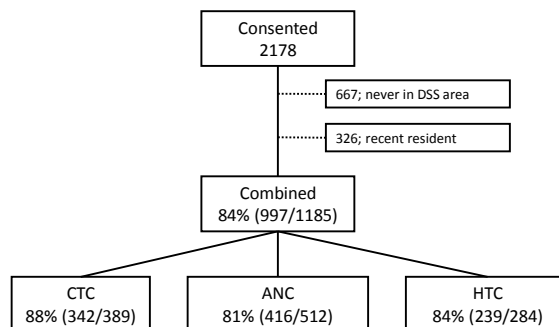 Consented
2178
667; never in DSS area
326; recent resident
Combined
84% (997/1185)
CTC
88% (342/389)
ANC
81% (416/512)
HTC
84% (239/284)